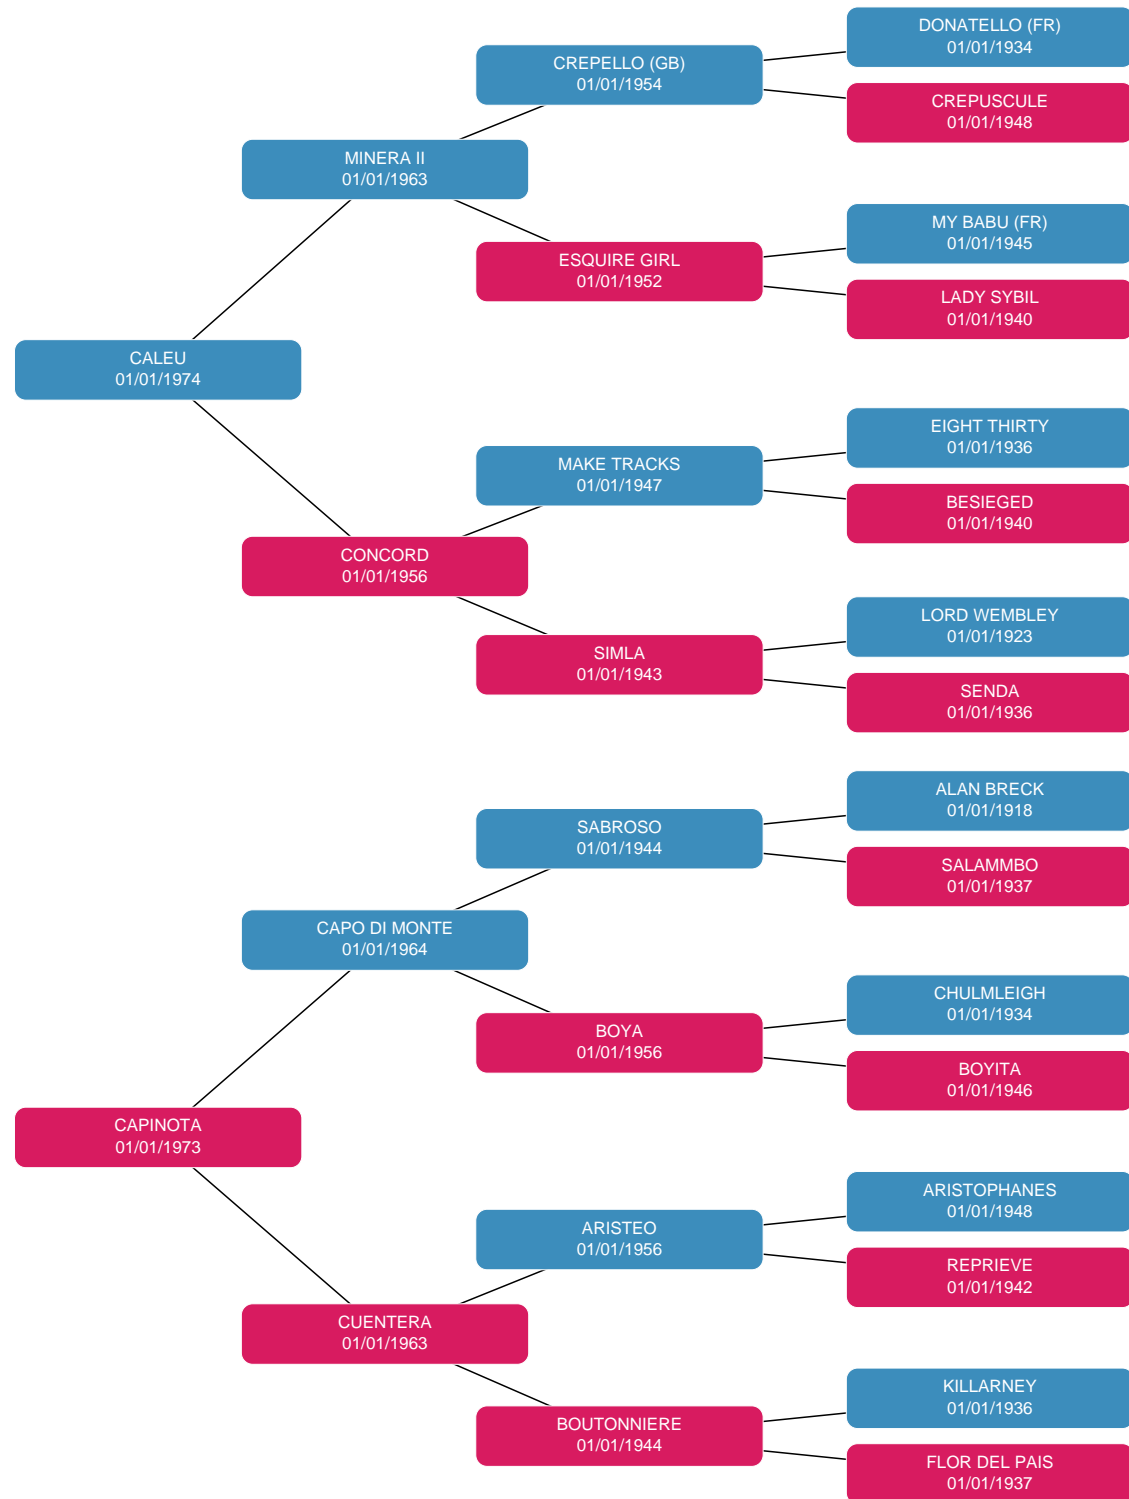 DONATELLO (FR)
01/01/1934
CREPELLO (GB)
01/01/1954
CREPUSCULE
01/01/1948
MINERA II
01/01/1963
MY BABU (FR)
01/01/1945
ESQUIRE GIRL
01/01/1952
LADY SYBIL
01/01/1940
CALEU
01/01/1974
EIGHT THIRTY
01/01/1936
MAKE TRACKS
01/01/1947
BESIEGED
01/01/1940
CONCORD
01/01/1956
LORD WEMBLEY
01/01/1923
SIMLA
01/01/1943
SENDA
01/01/1936
ALAN BRECK
01/01/1918
SABROSO
01/01/1944
SALAMMBO
01/01/1937
CAPO DI MONTE
01/01/1964
CHULMLEIGH
01/01/1934
BOYA
01/01/1956
BOYITA
01/01/1946
CAPINOTA
01/01/1973
ARISTOPHANES
01/01/1948
ARISTEO
01/01/1956
REPRIEVE
01/01/1942
CUENTERA
01/01/1963
KILLARNEY
01/01/1936
BOUTONNIERE
01/01/1944
FLOR DEL PAIS
01/01/1937